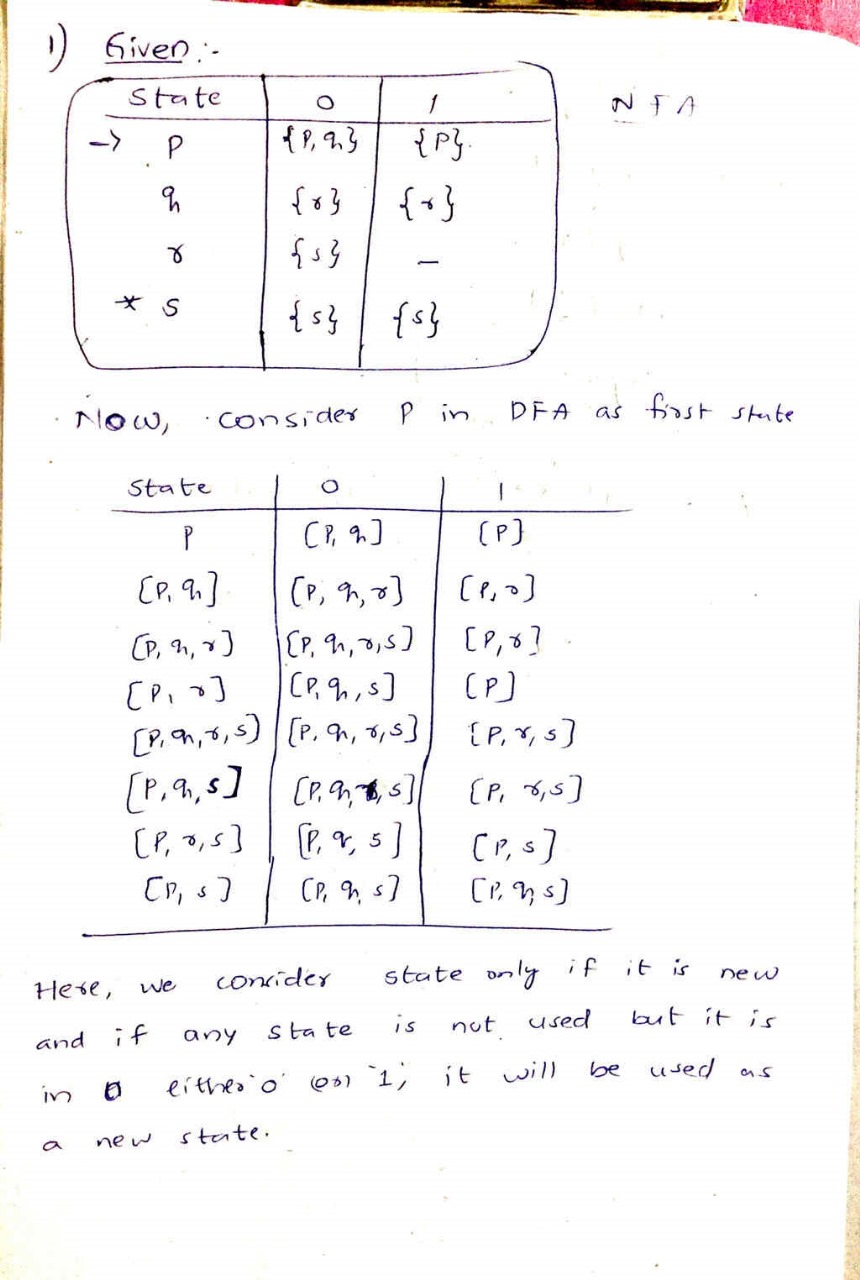 1) Given :-
State 0 1 NFA
-> P {P, q} {P}
q {r} {r}
r {s} –
* S {s} {s}
Now, consider P in DFA as first state
State 0 1
P [P, q] [P]
[P, q] [P, q, r] [P, r]
[P, q, r] [P, q, r, s] [P, r]
[P, r] [P, q, s] [P]
[P, q, r, s] [P, q, r, s] [P, r, s]
[P, q, s] [P, q, r, s] [P, r, s]
[P, r, s] [P, q, s] [P, s]
[P, s] [P, q, s] [P, q, s]
Here, we consider state only if it is new
and if any state is not used but it is
in either '0' (or) '1', it will be used as
a new state.